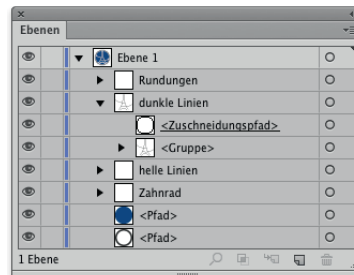 Ebenen
Ebene 1
Rundungen
dunkle Linien
<Zuschneidungspfad>
<Gruppe>
helle Linien
Zahnrad
<Pfad>
<Pfad>
1 Ebene